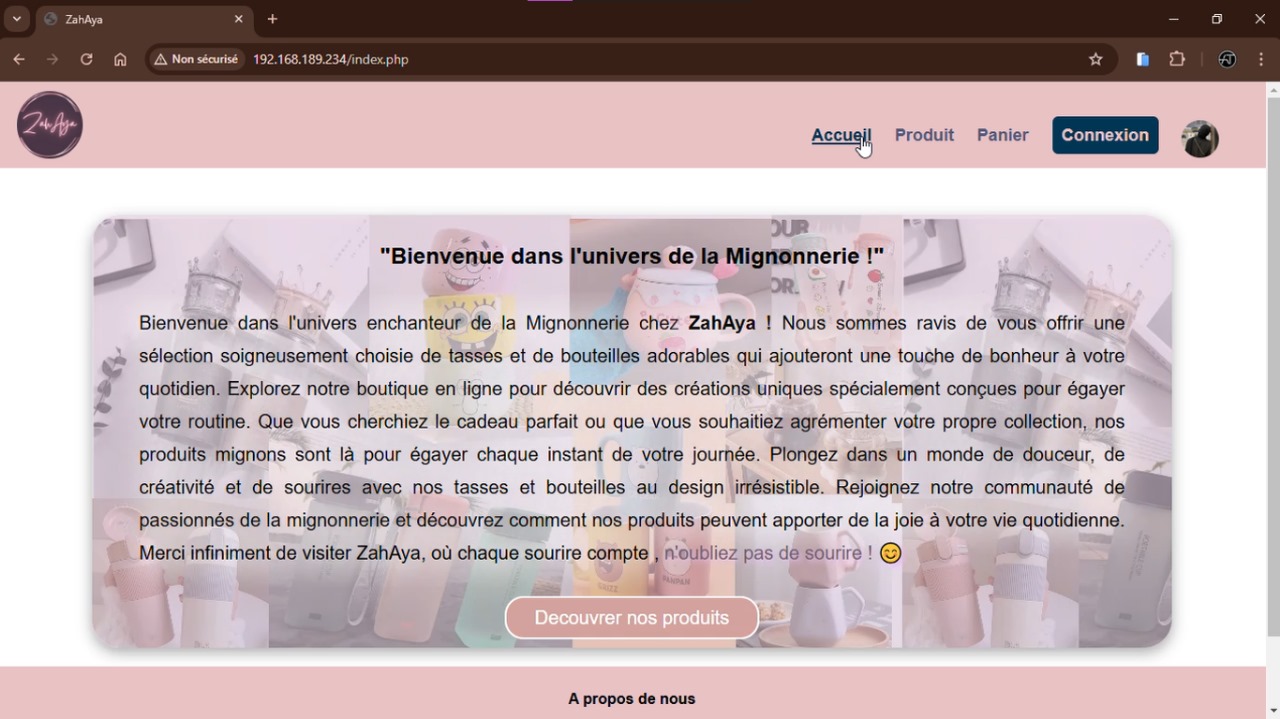 ZahAya
Non sécurisé 192.168.189.234/index.php
ZahAya
Accueil Produit Panier Connexion
"Bienvenue dans l'univers de la Mignonnerie !"
Bienvenue dans l'univers enchanteur de la Mignonnerie chez ZahAya ! Nous sommes ravis de vous offrir une
sélection soigneusement choisie de tasses et de bouteilles adorables qui ajouteront une touche de bonheur à votre
quotidien. Explorez notre boutique en ligne pour découvrir des créations uniques spécialement conçues pour égayer
votre routine. Que vous cherchiez le cadeau parfait ou que vous souhaitiez agrémenter votre propre collection, nos
produits mignons sont là pour égayer chaque instant de votre journée. Plongez dans un monde de douceur, de
créativité et de sourires avec nos tasses et bouteilles au design irrésistible. Rejoignez notre communauté de
passionnés de la mignonnerie et découvrez comment nos produits peuvent apporter de la joie à votre vie quotidienne.
Merci infiniment de visiter ZahAya, où chaque sourire compte , n'oubliez pas de sourire ! 😊
PANPAN
Decouvrer nos produits
A propos de nous